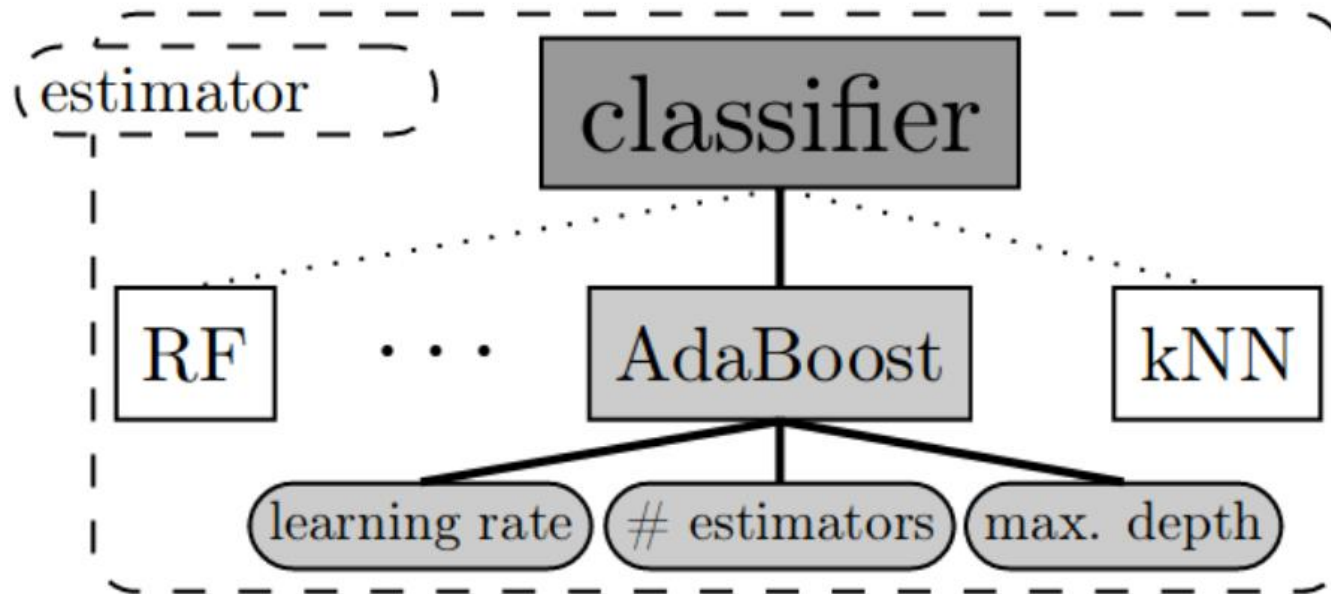 estimator
classifier
RF
. . .
AdaBoost
kNN
learning rate
# estimators
max. depth